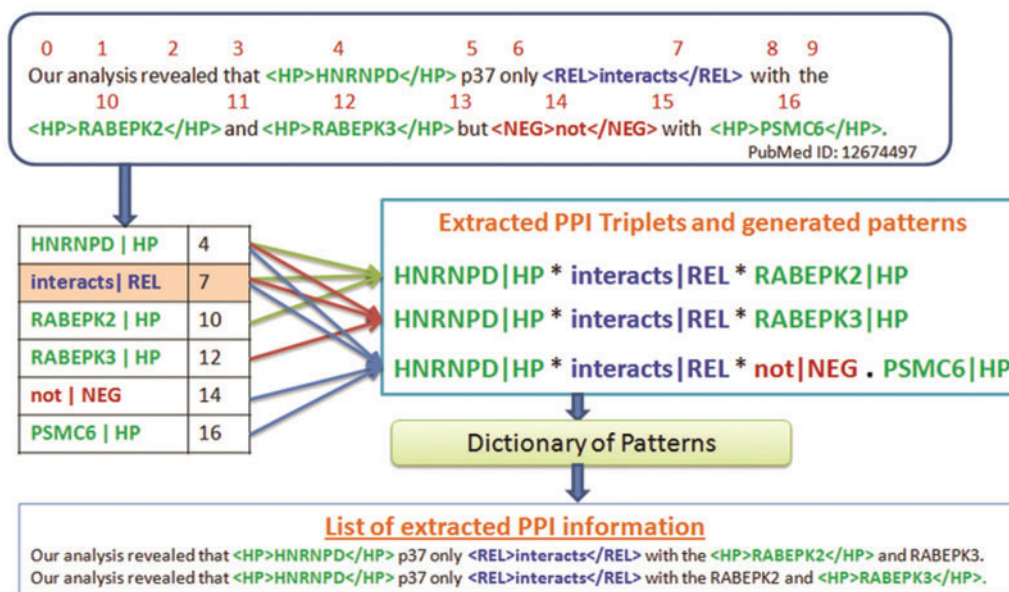 0 1 2 3 4 5 6 7 8 9
Our analysis revealed that <HP>HNRNPD</HP> p37 only <REL>interacts</REL> with the
10 11 12 13 14 15 16
<HP>RABEPK2</HP> and <HP>RABEPK3</HP> but <NEG>not</NEG> with <HP>PSMC6</HP>.
PubMed ID: 12674497
HNRNPD | HP 4
interacts| REL 7
RABEPK2 | HP 10
RABEPK3 | HP 12
not | NEG 14
PSMC6 | HP 16
Extracted PPI Triplets and generated patterns
HNRNPD|HP * interacts|REL * RABEPK2|HP
HNRNPD|HP * interacts|REL * RABEPK3|HP
HNRNPD|HP * interacts|REL * not|NEG . PSMC6|HP
Dictionary of Patterns
List of extracted PPI information
Our analysis revealed that <HP>HNRNPD</HP> p37 only <REL>interacts</REL> with the <HP>RABEPK2</HP> and RABEPK3.
Our analysis revealed that <HP>HNRNPD</HP> p37 only <REL>interacts</REL> with the RABEPK2 and <HP>RABEPK3</HP>.